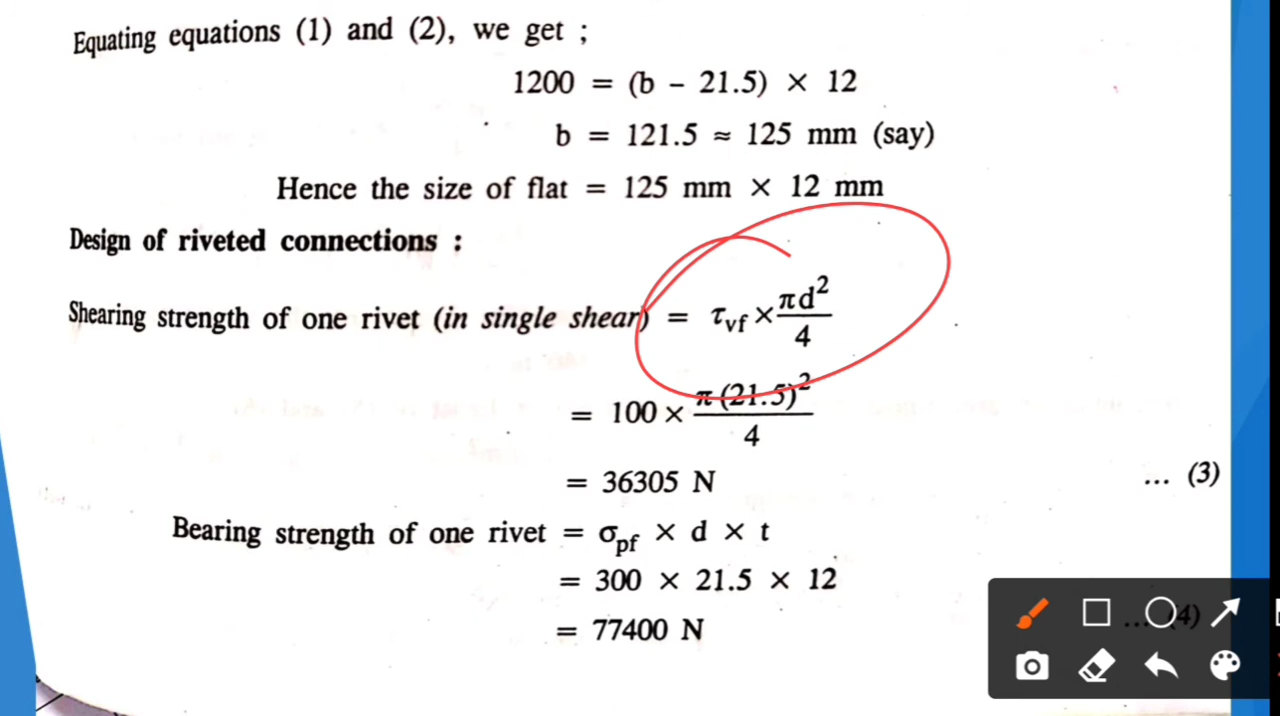 Equating equations (1) and (2), we get ;
1200 = (b − 21.5) × 12
b = 121.5 ≈ 125 mm (say)
Hence the size of flat = 125 mm × 12 mm
Design of riveted connections :
Shearing strength of one rivet (in single shear) = τvf × πd²/4
= 100 × π(21.5)²/4
= 36305 N ... (3)
Bearing strength of one rivet = σpf × d × t
= 300 × 21.5 × 12
= 77400 N ... (4)